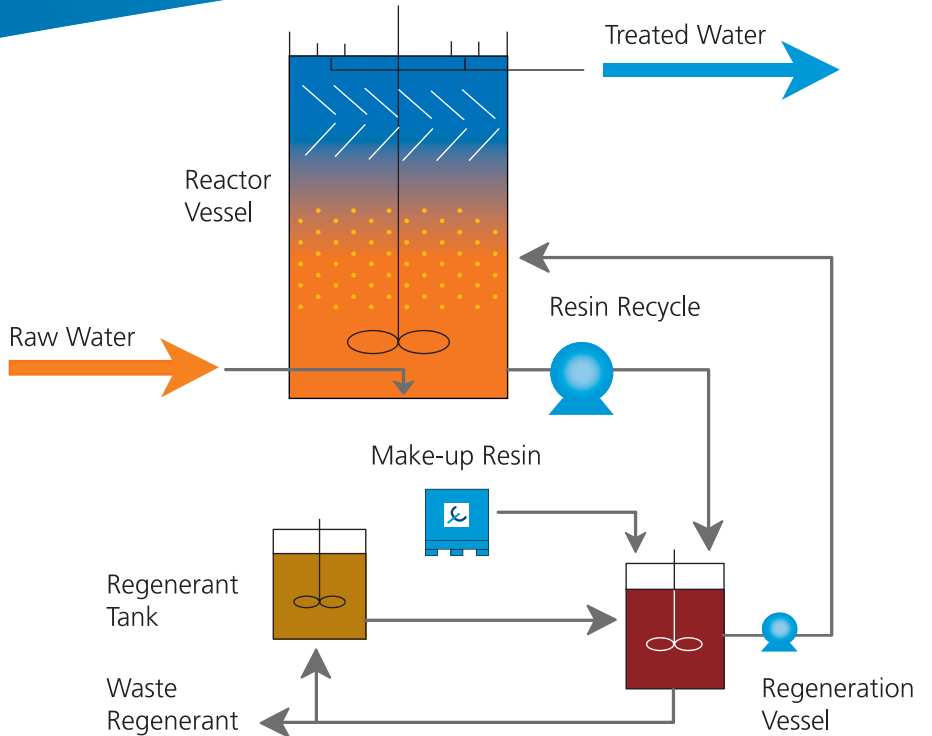 Treated Water
Reactor
Vessel
Resin Recycle
Raw Water
Make-up Resin
Regenerant
Tank
Waste
Regenerant
Regeneration
Vessel